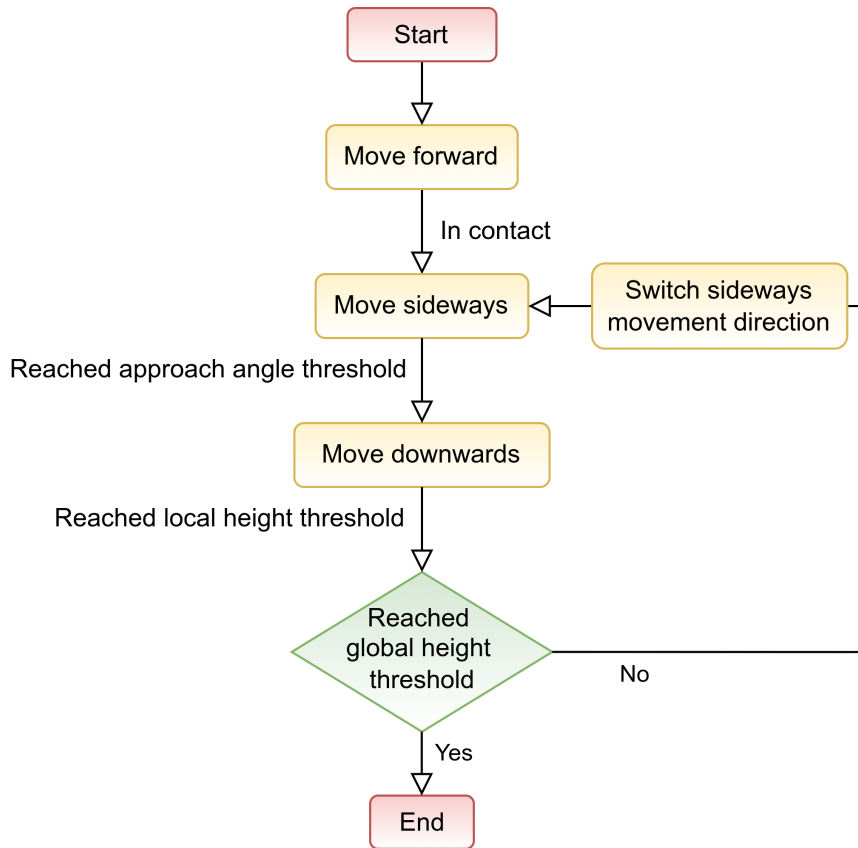 Start
Move forward
In contact
Move sideways
Switch sideways
movement direction
Reached approach angle threshold
Move downwards
Reached local height threshold
Reached
global height
threshold
No
Yes
End